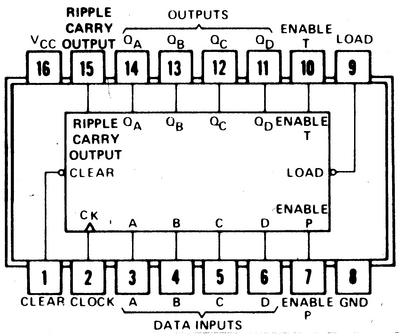 RIPPLE OUTPUTS
CARRY ENABLE
VCC OUTPUT QA QB QC QD T LOAD
16 15 14 13 12 11 10 9
RIPPLE QA QB QC QD ENABLE
CARRY T
OUTPUT
CLEAR LOAD
CK ENABLE
A B C D P
1 2 3 4 5 6 7 8
CLEAR CLOCK A B C D ENABLE GND
P
DATA INPUTS